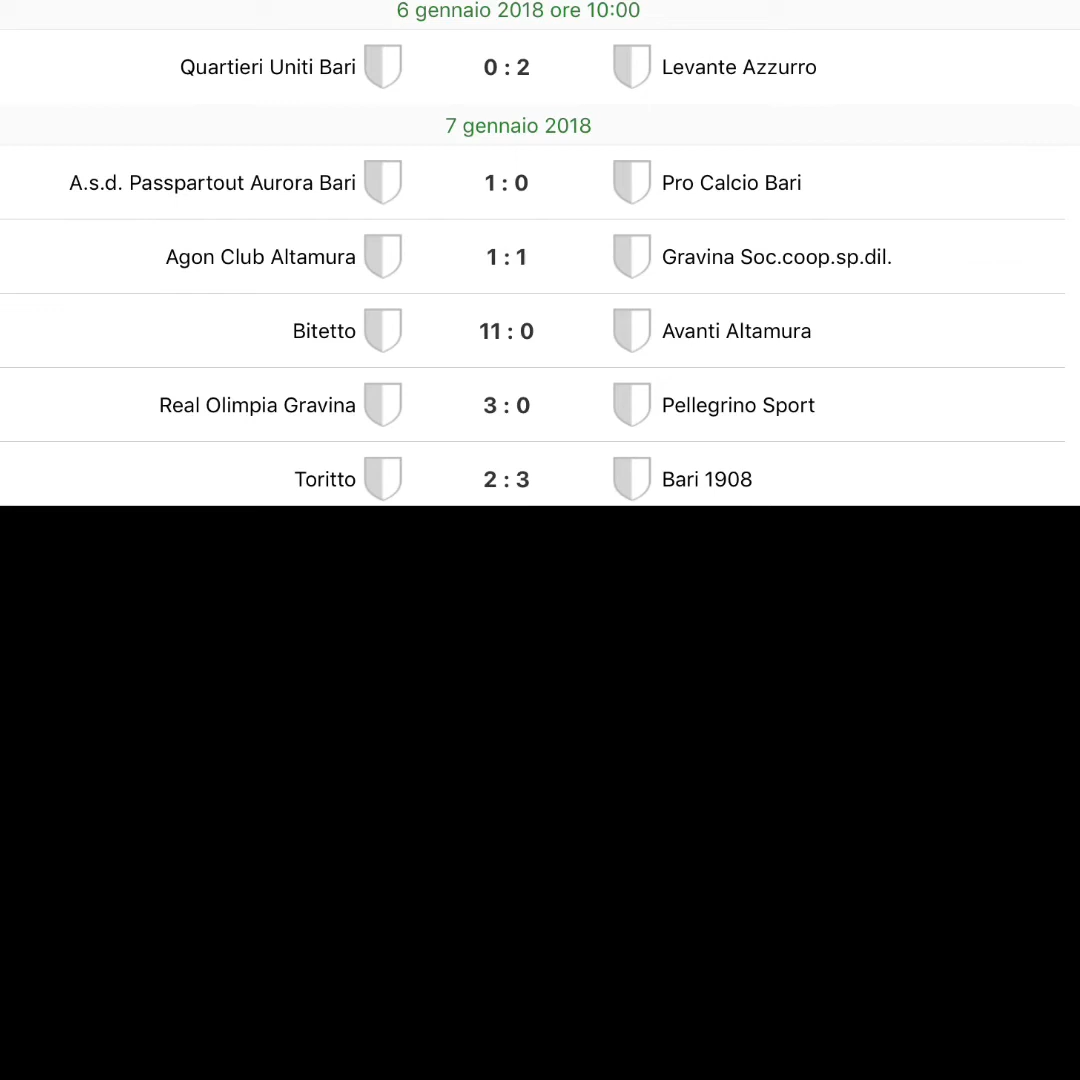 6 gennaio 2018 ore 10:00
Quartieri Uniti Bari 0 : 2 Levante Azzurro
7 gennaio 2018
A.s.d. Passpartout Aurora Bari 1 : 0 Pro Calcio Bari
Agon Club Altamura 1 : 1 Gravina Soc.coop.sp.dil.
Bitetto 11 : 0 Avanti Altamura
Real Olimpia Gravina 3 : 0 Pellegrino Sport
Toritto 2 : 3 Bari 1908